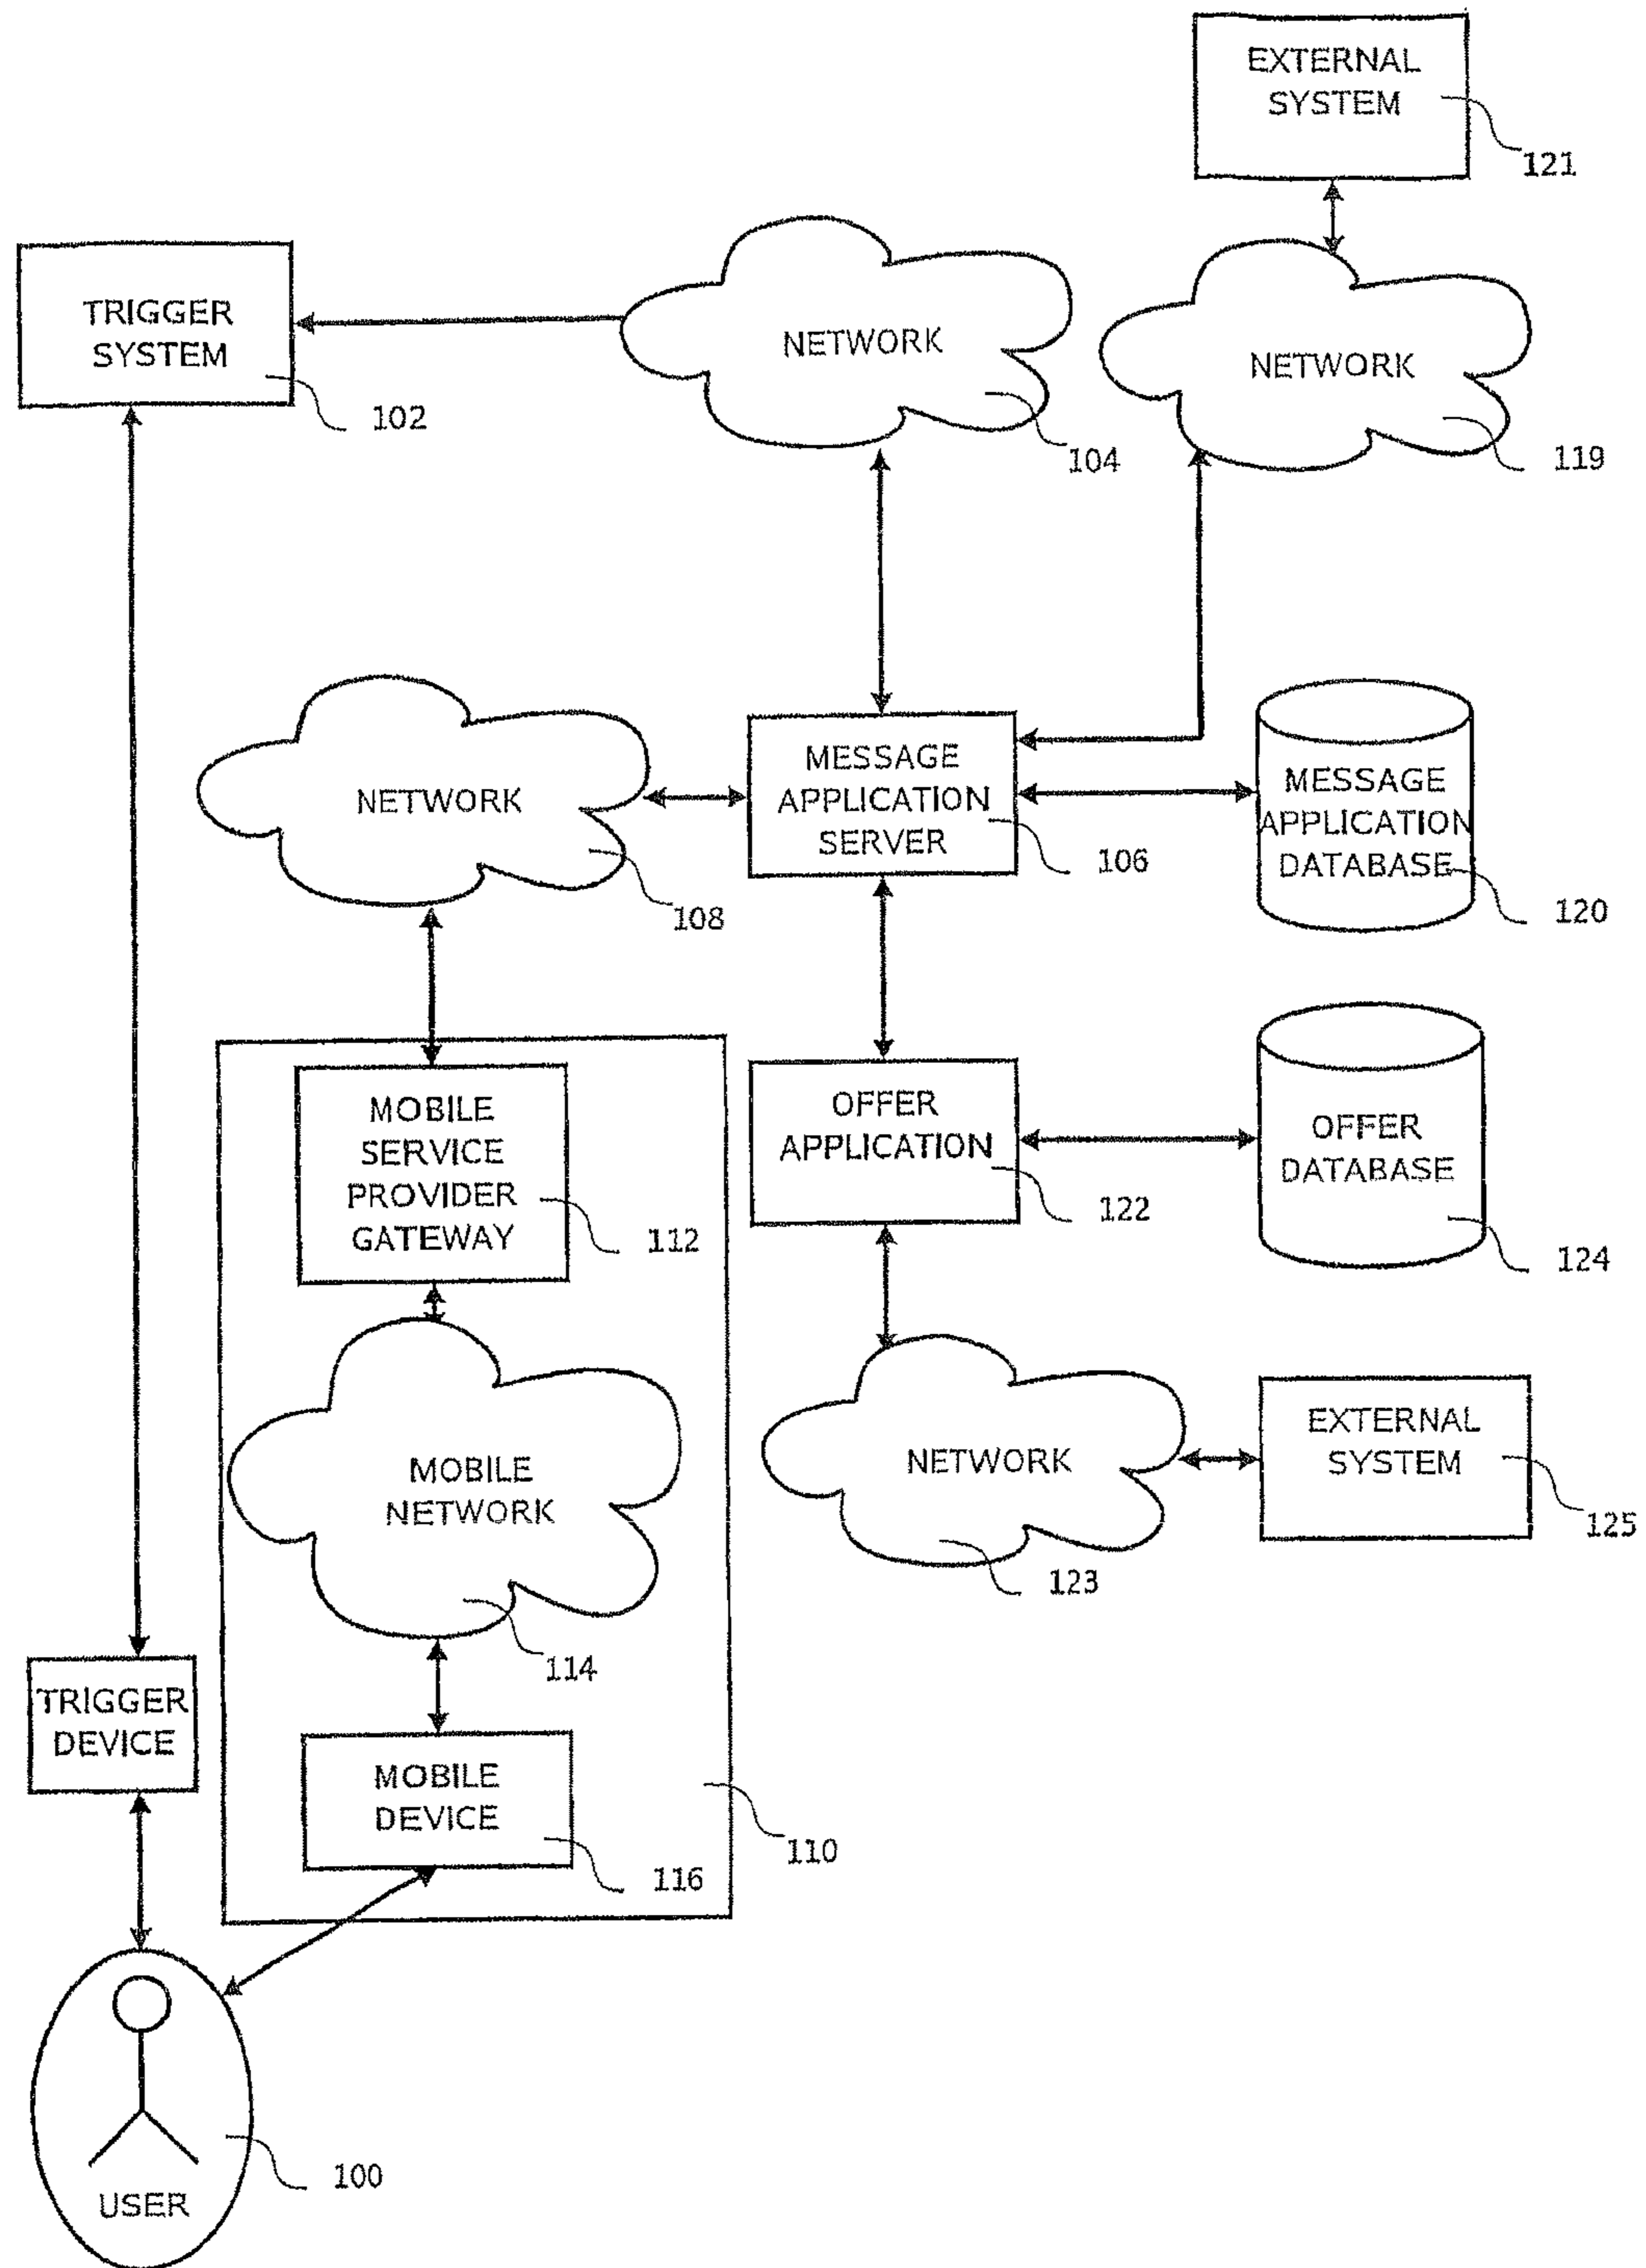 EXTERNAL
SYSTEM
121
TRIGGER
SYSTEM
102
NETWORK
104
NETWORK
119
NETWORK
108
MESSAGE
APPLICATION
SERVER
106
MESSAGE
APPLICATION
DATABASE
120
MOBILE
SERVICE
PROVIDER
GATEWAY
112
OFFER
APPLICATION
122
OFFER
DATABASE
124
MOBILE
NETWORK
114
NETWORK
123
EXTERNAL
SYSTEM
125
TRIGGER
DEVICE
MOBILE
DEVICE
116
110
USER
100